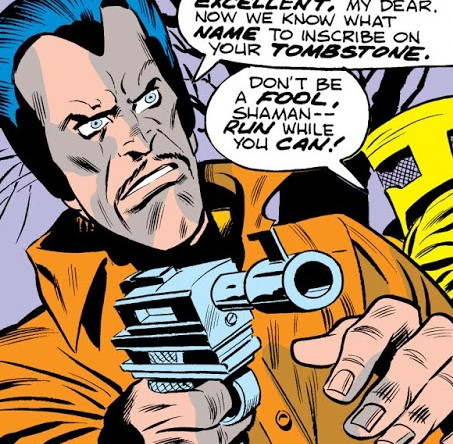 EXCELLENT, MY DEAR.
NOW WE KNOW WHAT
NAME TO INSCRIBE ON
YOUR TOMBSTONE.
DON'T BE
A FOOL,
SHAMAN--
RUN WHILE
YOU CAN!